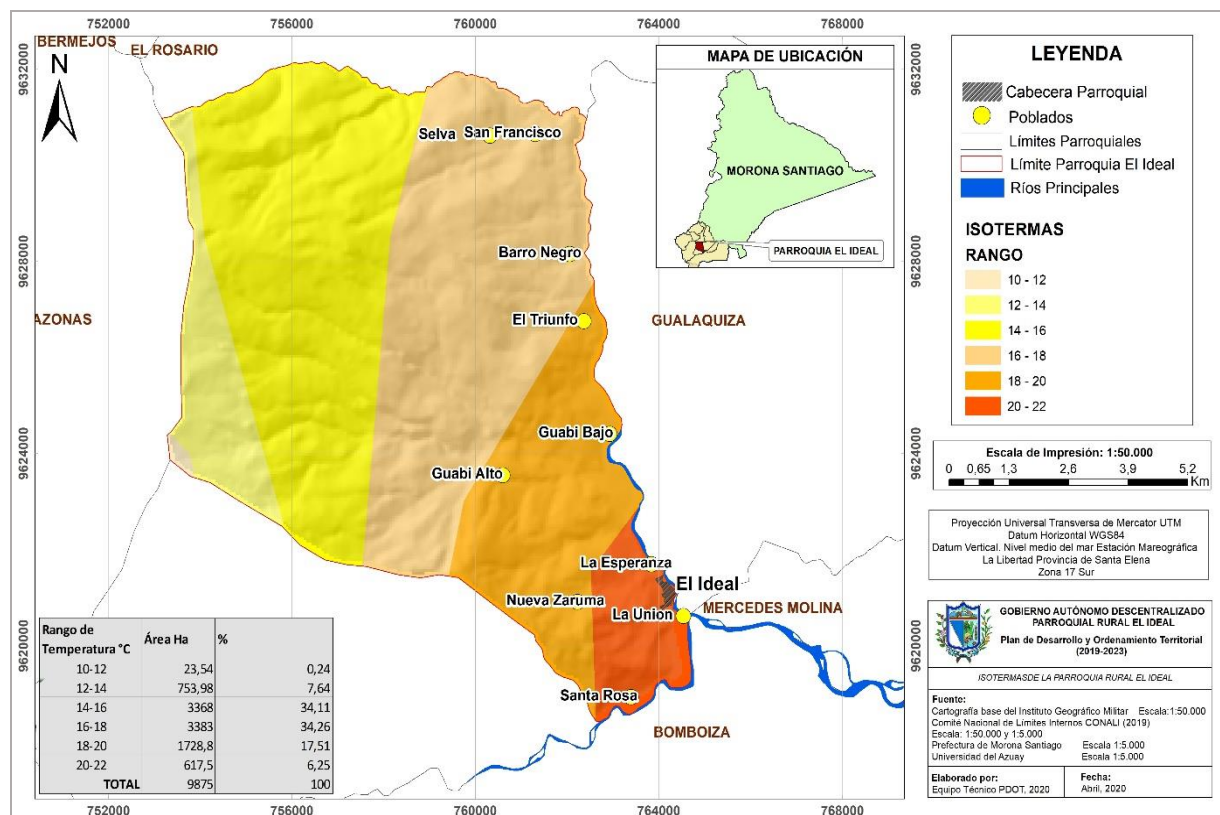 752000
756000
760000
764000
768000
BERMEJOS
EL ROSARIO
N
9632000
9628000
9624000
9620000
Selva
San Francisco
Barro Negro
El Triunfo
Guabi Bajo
Guabi Alto
La Esperanza
El Ideal
Nueva Zaruma
La Union
Santa Rosa
AZONAS
GUALAQUIZA
MERCEDES MOLINA
BOMBOIZA
MAPA DE UBICACIÓN
MORONA SANTIAGO
PARROQUIA EL IDEAL
9632000
9628000
9624000
9620000
Rango de Temperatura °C Área Ha %
10-12 23,54 0,24
12-14 753,98 7,64
14-16 3368 34,11
16-18 3383 34,26
18-20 1728,8 17,51
20-22 617,5 6,25
TOTAL 9875 100
752000
756000
760000
764000
768000
LEYENDA
Cabecera Parroquial
Poblados
Límites Parroquiales
Límite Parroquia El Ideal
Ríos Principales
ISOTERMAS
RANGO
10 - 12
12 - 14
14 - 16
16 - 18
18 - 20
20 - 22
Escala de Impresión: 1:50.000
0 0,65 1,3 2,6 3,9 5,2
Km
Proyección Universal Transversa de Mercator UTM
Datum Horizontal WGS84
Datum Vertical. Nivel medio del mar Estación Mareográfica
La Libertad Provincia de Santa Elena
Zona 17 Sur
GOBIERNO AUTÓNOMO DESCENTRALIZADO
PARROQUIAL RURAL EL IDEAL
Plan de Desarrollo y Ordenamiento Territorial
(2019-2023)
ISOTERMASDE LA PARROQUIA RURAL EL IDEAL
Fuente:
Cartografía base del Instituto Geográfico Militar Escala:1:50.000
Comité Nacional de Límites Internos CONALI (2019)
Escala: 1:50.000 y 1:5.000
Prefectura de Morona Santiago Escala 1:5.000
Universidad del Azuay Escala 1:5.000
Elaborado por:
Equipo Técnico PDOT, 2020
Fecha:
Abril, 2020